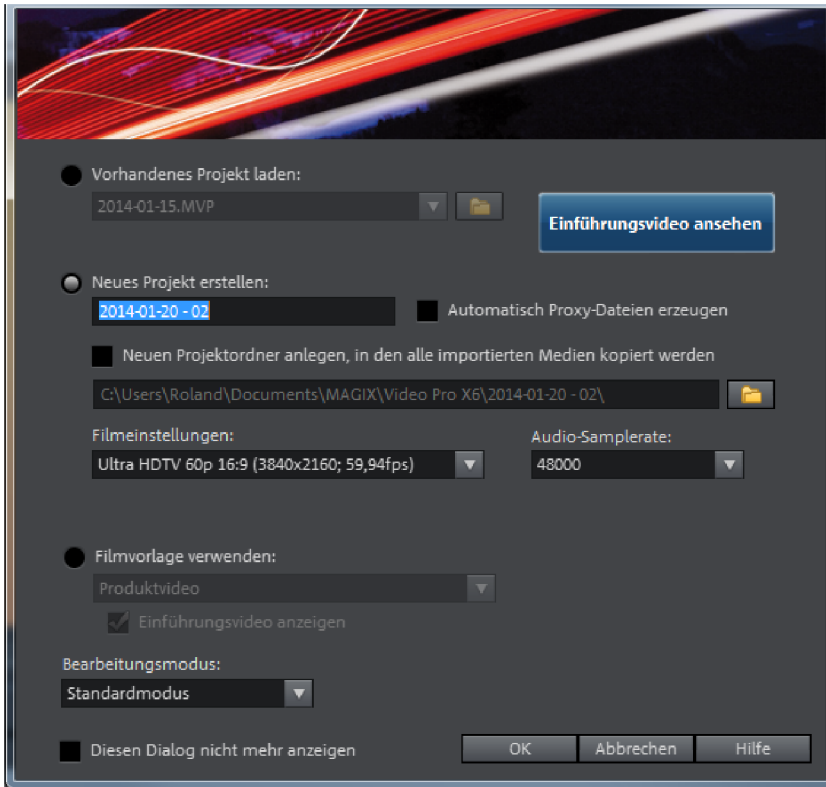 Vorhandenes Projekt laden:
2014-01-15.MVP
Einführungsvideo ansehen
Neues Projekt erstellen:
2014-01-20 - 02
Automatisch Proxy-Dateien erzeugen
Neuen Projektordner anlegen, in den alle importierten Medien kopiert werden
C:\Users\Roland\Documents\MAGIX\Video Pro X6\2014-01-20 - 02\
Filmeinstellungen:
Audio-Samplerate:
Ultra HDTV 60p 16:9 (3840x2160; 59,94fps)
48000
Filmvorlage verwenden:
Produktvideo
Einführungsvideo anzeigen
Bearbeitungsmodus:
Standardmodus
Diesen Dialog nicht mehr anzeigen
OK
Abbrechen
Hilfe